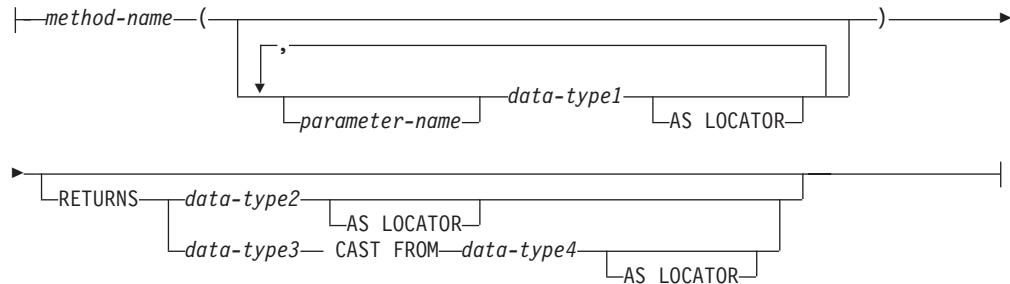 method-name ( )
,
data-type1
parameter-name AS LOCATOR
RETURNS data-type2
AS LOCATOR
data-type3 CAST FROM data-type4
AS LOCATOR